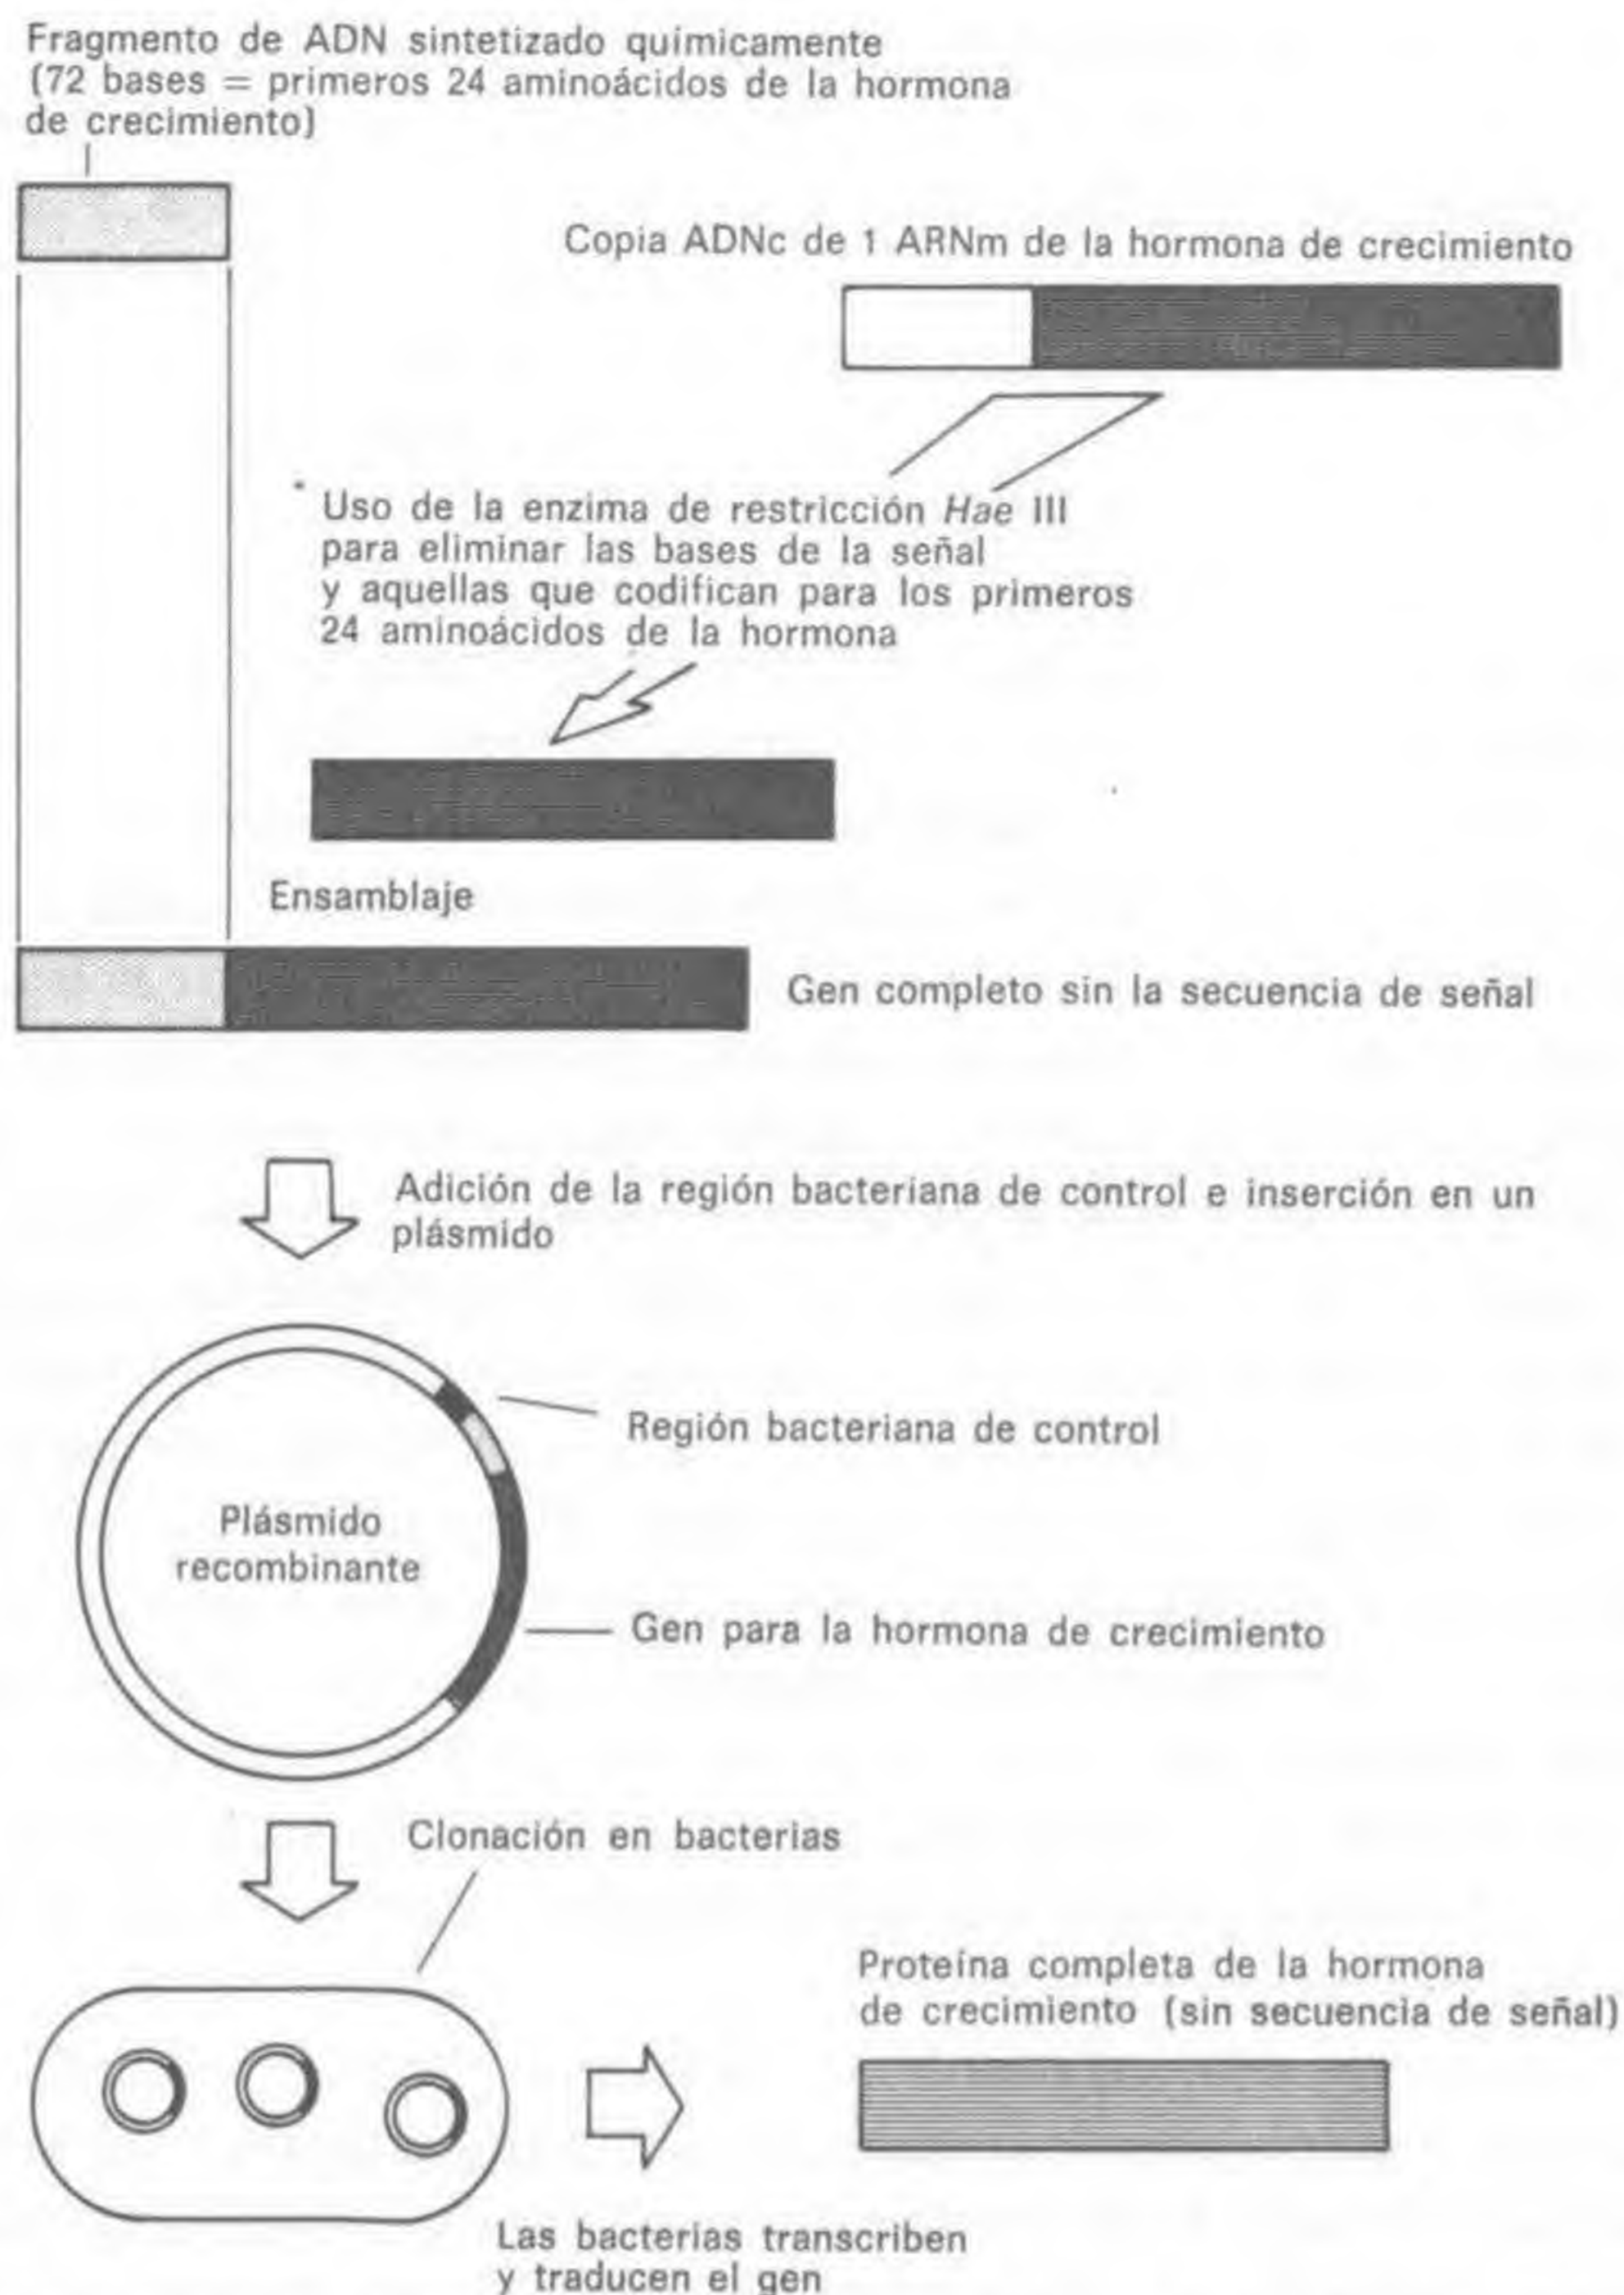 Fragmento de ADN sintetizado químicamente
(72 bases = primeros 24 aminoácidos de la hormona
de crecimiento)
Copia ADNc de 1 ARNm de la hormona de crecimiento
Uso de la enzima de restricción Hae III
para eliminar las bases de la señal
y aquellas que codifican para los primeros
24 aminoácidos de la hormona
Ensamblaje
Gen completo sin la secuencia de señal
Adición de la región bacteriana de control e inserción en un
plásmido
Región bacteriana de control
Plásmido
recombinante
Gen para la hormona de crecimiento
Clonación en bacterias
Proteína completa de la hormona
de crecimiento (sin secuencia de señal)
Las bacterias transcriben
y traducen el gen